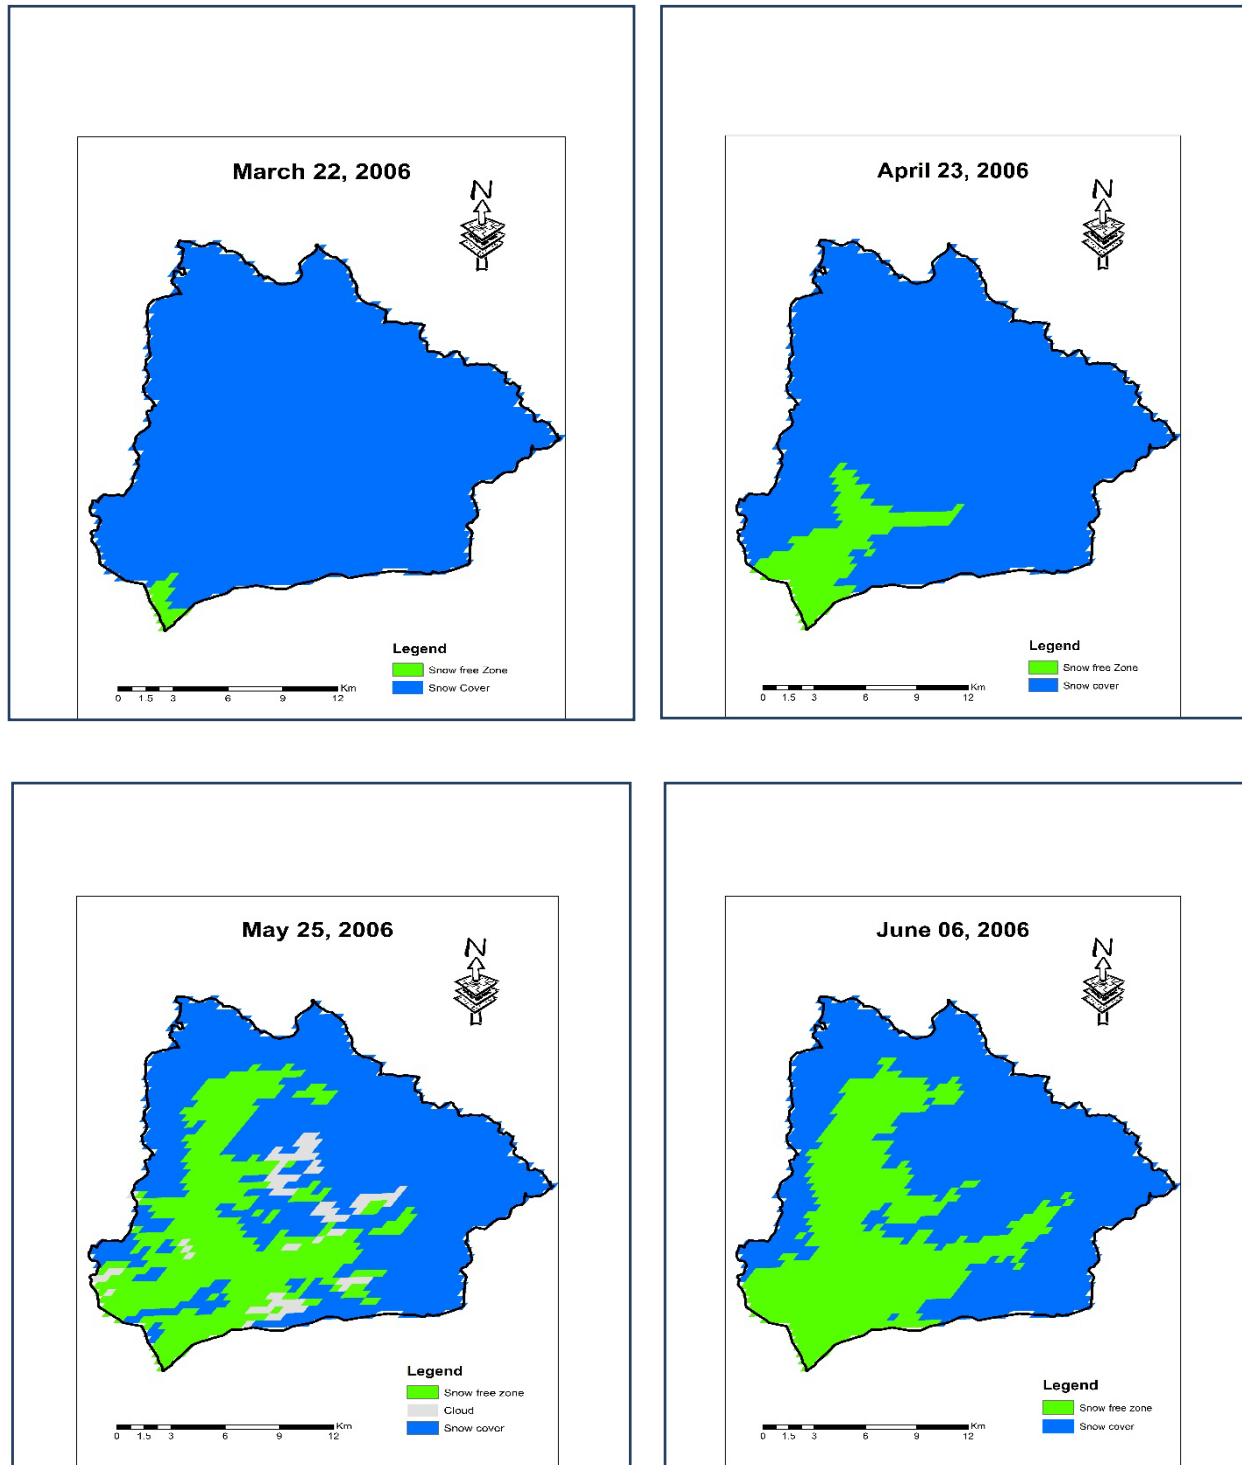 March 22, 2006
N
Legend
Snow free Zone
Snow Cover
Km
0 1.5 3 6 9 12
April 23, 2006
N
Legend
Snow free Zone
Snow cover
Km
0 1.5 3 6 9 12
May 25, 2006
N
Legend
Snow free zone
Cloud
Snow cover
Km
0 1.5 3 6 9 12
June 06, 2006
N
Legend
Snow free zone
Snow cover
Km
0 1.5 3 6 9 12